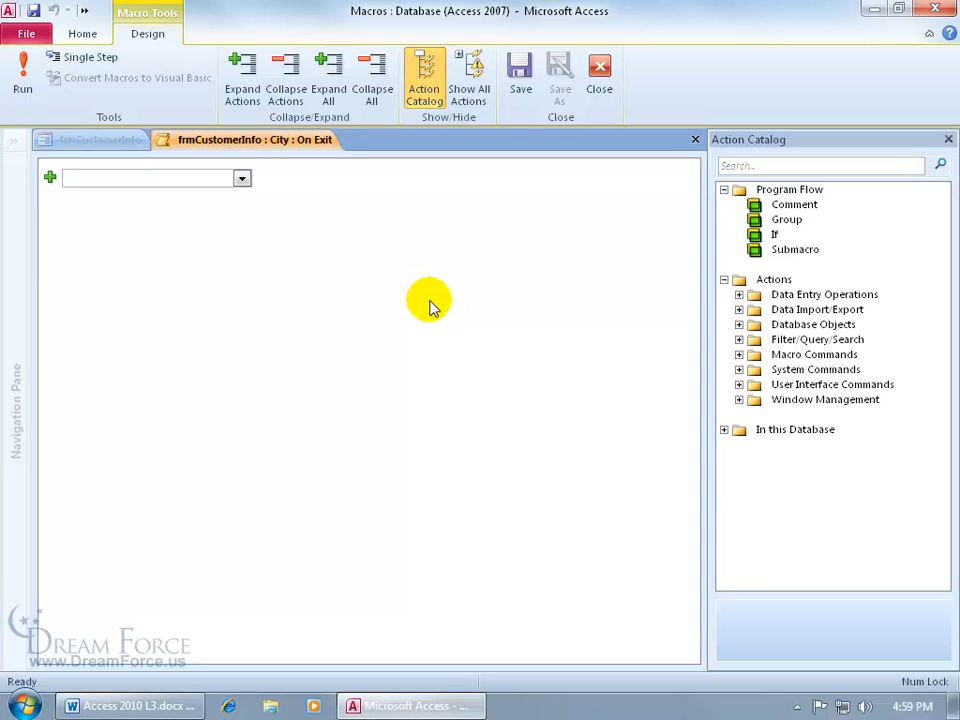 Macro Tools
Macros : Database (Access 2007) - Microsoft Access
File
Home
Design
Run
Single Step
Convert Macros to Visual Basic
Tools
Expand Actions
Collapse Actions
Expand All
Collapse All
Collapse/Expand
Action Catalog
Show All Actions
Show/Hide
Save
Save As
Close
Close
frmCustomerInfo
frmCustomerInfo : City : On Exit
Action Catalog
Search...
Program Flow
Comment
Group
If
Submacro
Actions
Data Entry Operations
Data Import/Export
Database Objects
Filter/Query/Search
Macro Commands
System Commands
User Interface Commands
Window Management
In this Database
Navigation Pane
Dream Force
www.DreamForce.us
Ready
Num Lock
Access 2010 L3.docx ...
Microsoft Access - ...
4:59 PM